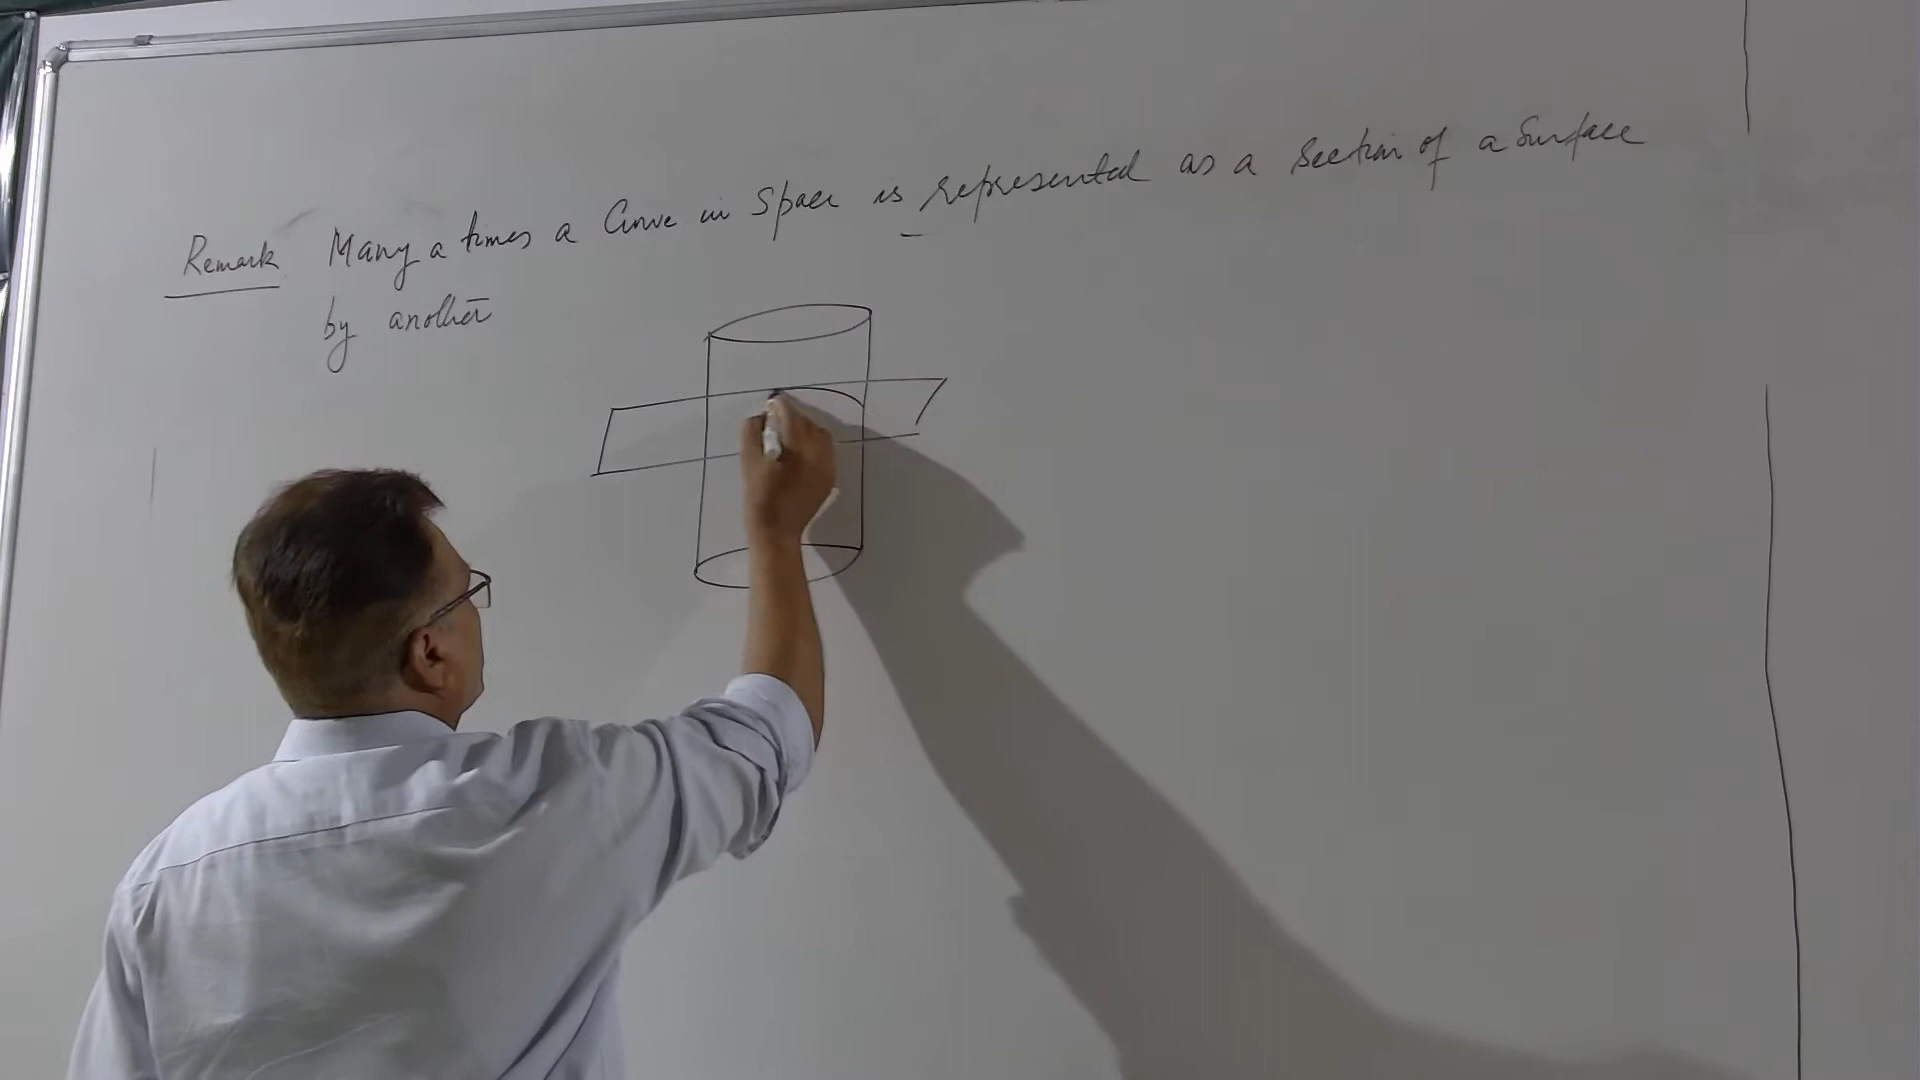 Remark Many a times a Curve in Space is represented as a Section of a Surface
by another